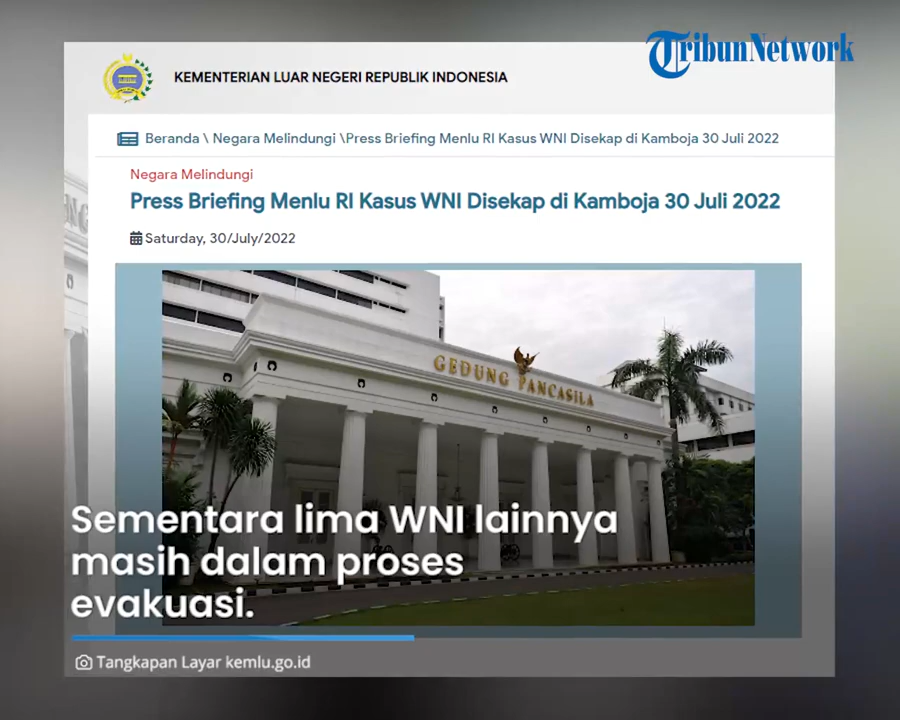 TribunNetwork
KEMENTERIAN LUAR NEGERI REPUBLIK INDONESIA
Beranda \ Negara Melindungi \Press Briefing Menlu RI Kasus WNI Disekap di Kamboja 30 Juli 2022
Negara Melindungi
Press Briefing Menlu RI Kasus WNI Disekap di Kamboja 30 Juli 2022
Saturday, 30/July/2022
GEDUNG PANCASILA
Sementara lima WNI lainnya
masih dalam proses
evakuasi.
Tangkapan Layar kemlu.go.id